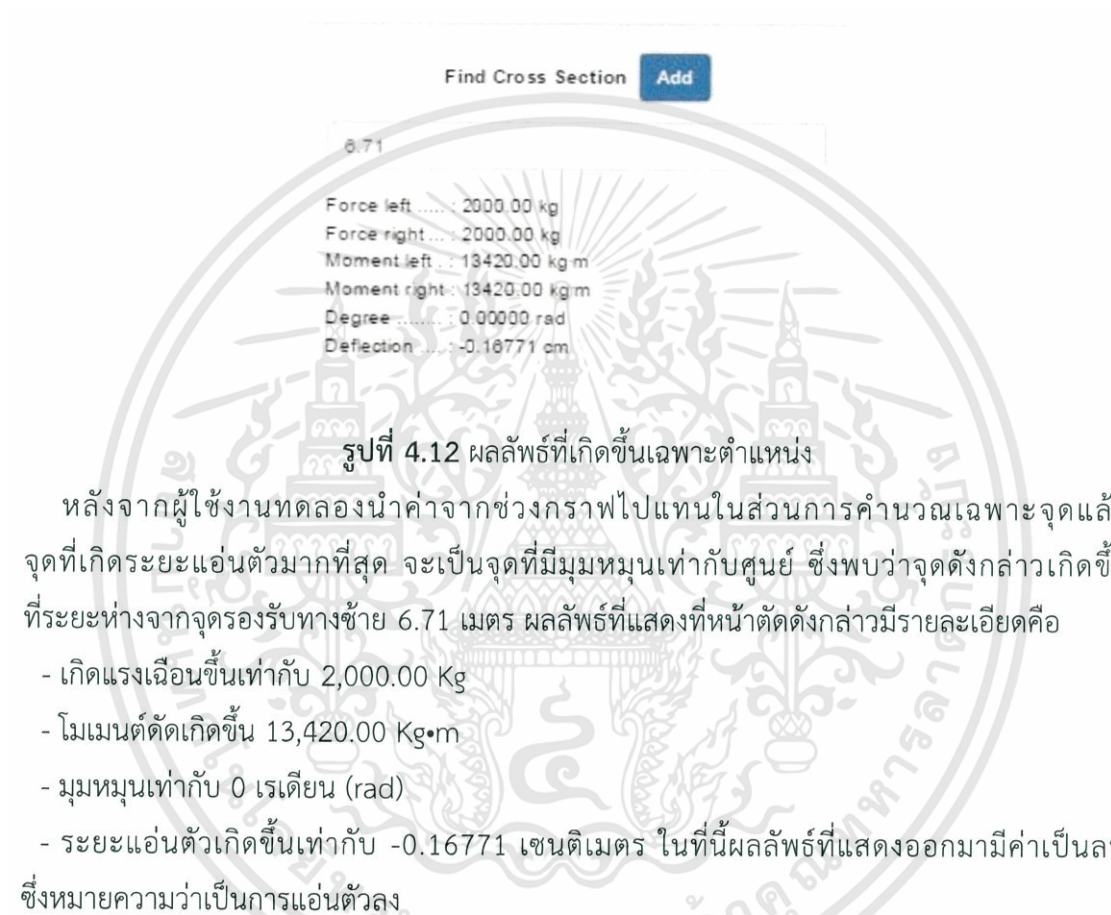 Find Cross Section Add
6.71
Force left ..... : 2000.00 kg
Force right ... : 2000.00 kg
Moment left . : 13420.00 kg·m
Moment right : 13420.00 kg·m
Degree ........ : 0.00000 rad
Deflection .... : -0.16771 cm
รูปที่ 4.12 ผลลัพธ์ที่เกิดขึ้นเฉพาะตำแหน่ง
หลังจากผู้ใช้งานทดลองนำค่าจากช่วงกราฟไปแทนในส่วนการคำนวณเฉพาะจุดแล้
จุดที่เกิดระยะแอ่นตัวมากที่สุด จะเป็นจุดที่มีมุมหมุนเท่ากับศูนย์ ซึ่งพบว่าจุดดังกล่าวเกิดขึ้
ที่ระยะห่างจากจุดรองรับทางซ้าย 6.71 เมตร ผลลัพธ์ที่แสดงที่หน้าตัดดังกล่าวมีรายละเอียดคือ
- เกิดแรงเฉือนขึ้นเท่ากับ 2,000.00 Kg
- โมเมนต์ดัดเกิดขึ้น 13,420.00 Kg•m
- มุมหมุนเท่ากับ 0 เรเดียน (rad)
- ระยะแอ่นตัวเกิดขึ้นเท่ากับ -0.16771 เซนติเมตร ในที่นี้ผลลัพธ์ที่แสดงออกมามีค่าเป็นล
ซึ่งหมายความว่าเป็นการแอ่นตัวลง